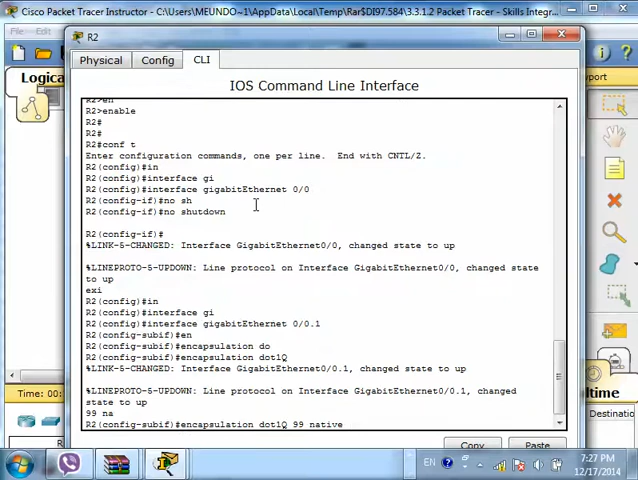 Cisco Packet Tracer Instructor - C:\Users\MEUNDO~1\AppData\Local\Temp\Rar$DI97.584\3.3.1.2 Packet Tracer - Skills Integr...
File Edit
R2
Logica
port
Physical Config CLI
IOS Command Line Interface
R2>en
R2>enable
R2#
R2#
R2#conf t
Enter configuration commands, one per line. End with CNTL/Z.
R2(config)#in
R2(config)#interface gi
R2(config)#interface gigabitEthernet 0/0
R2(config-if)#no sh
R2(config-if)#no shutdown
R2(config-if)#
%LINK-5-CHANGED: Interface GigabitEthernet0/0, changed state to up
%LINEPROTO-5-UPDOWN: Line protocol on Interface GigabitEthernet0/0, changed state
to up
exi
R2(config)#in
R2(config)#interface gi
R2(config)#interface gigabitEthernet 0/0.1
R2(config-subif)#en
R2(config-subif)#encapsulation do
R2(config-subif)#encapsulation dot1Q
%LINK-5-CHANGED: Interface GigabitEthernet0/0.1, changed state to up
%LINEPROTO-5-UPDOWN: Line protocol on Interface GigabitEthernet0/0.1, changed
state to up
99 na
R2(config-subif)#encapsulation dot1Q 99 native
Time: 00:
ltime
Destinatio
Copy Paste
EN
7:27 PM
12/17/2014